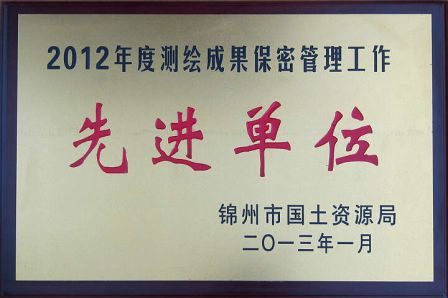 2012年度测绘成果保密管理工作
先进单位
锦州市国土资源局
二〇一三年一月